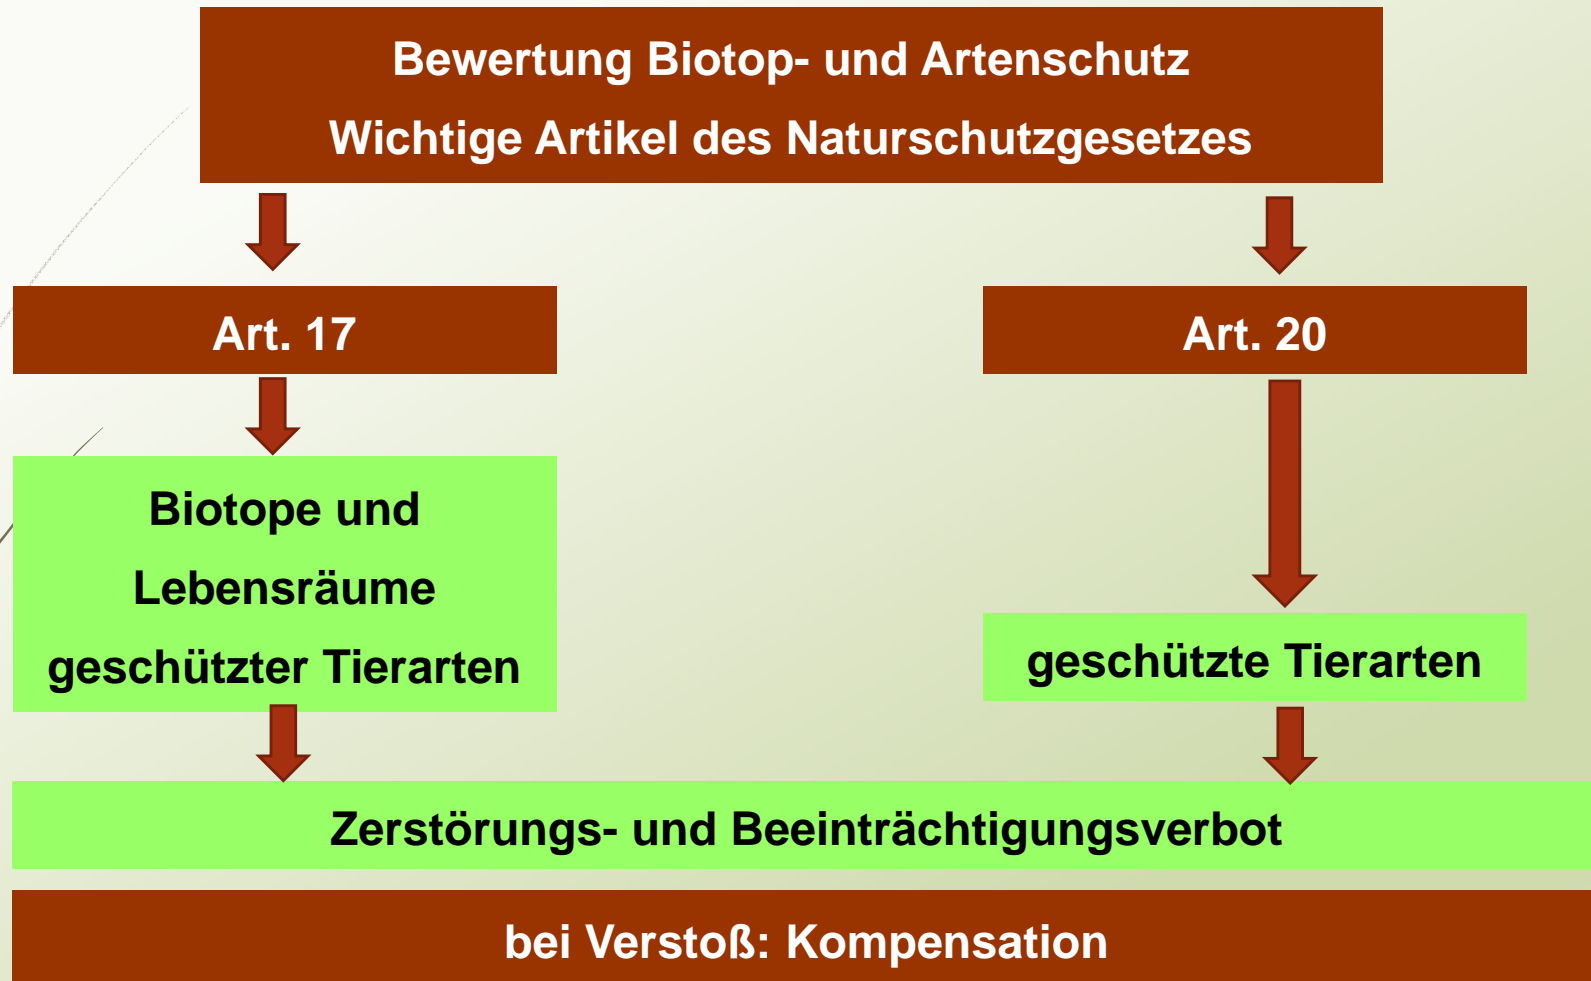 Bewertung Biotop- und Artenschutz
Wichtige Artikel des Naturschutzgesetzes
Art. 17
Art. 20
Biotope und
Lebensräume
geschützter Tierarten
geschützte Tierarten
Zerstörungs- und Beeinträchtigungsverbot
bei Verstoß: Kompensation